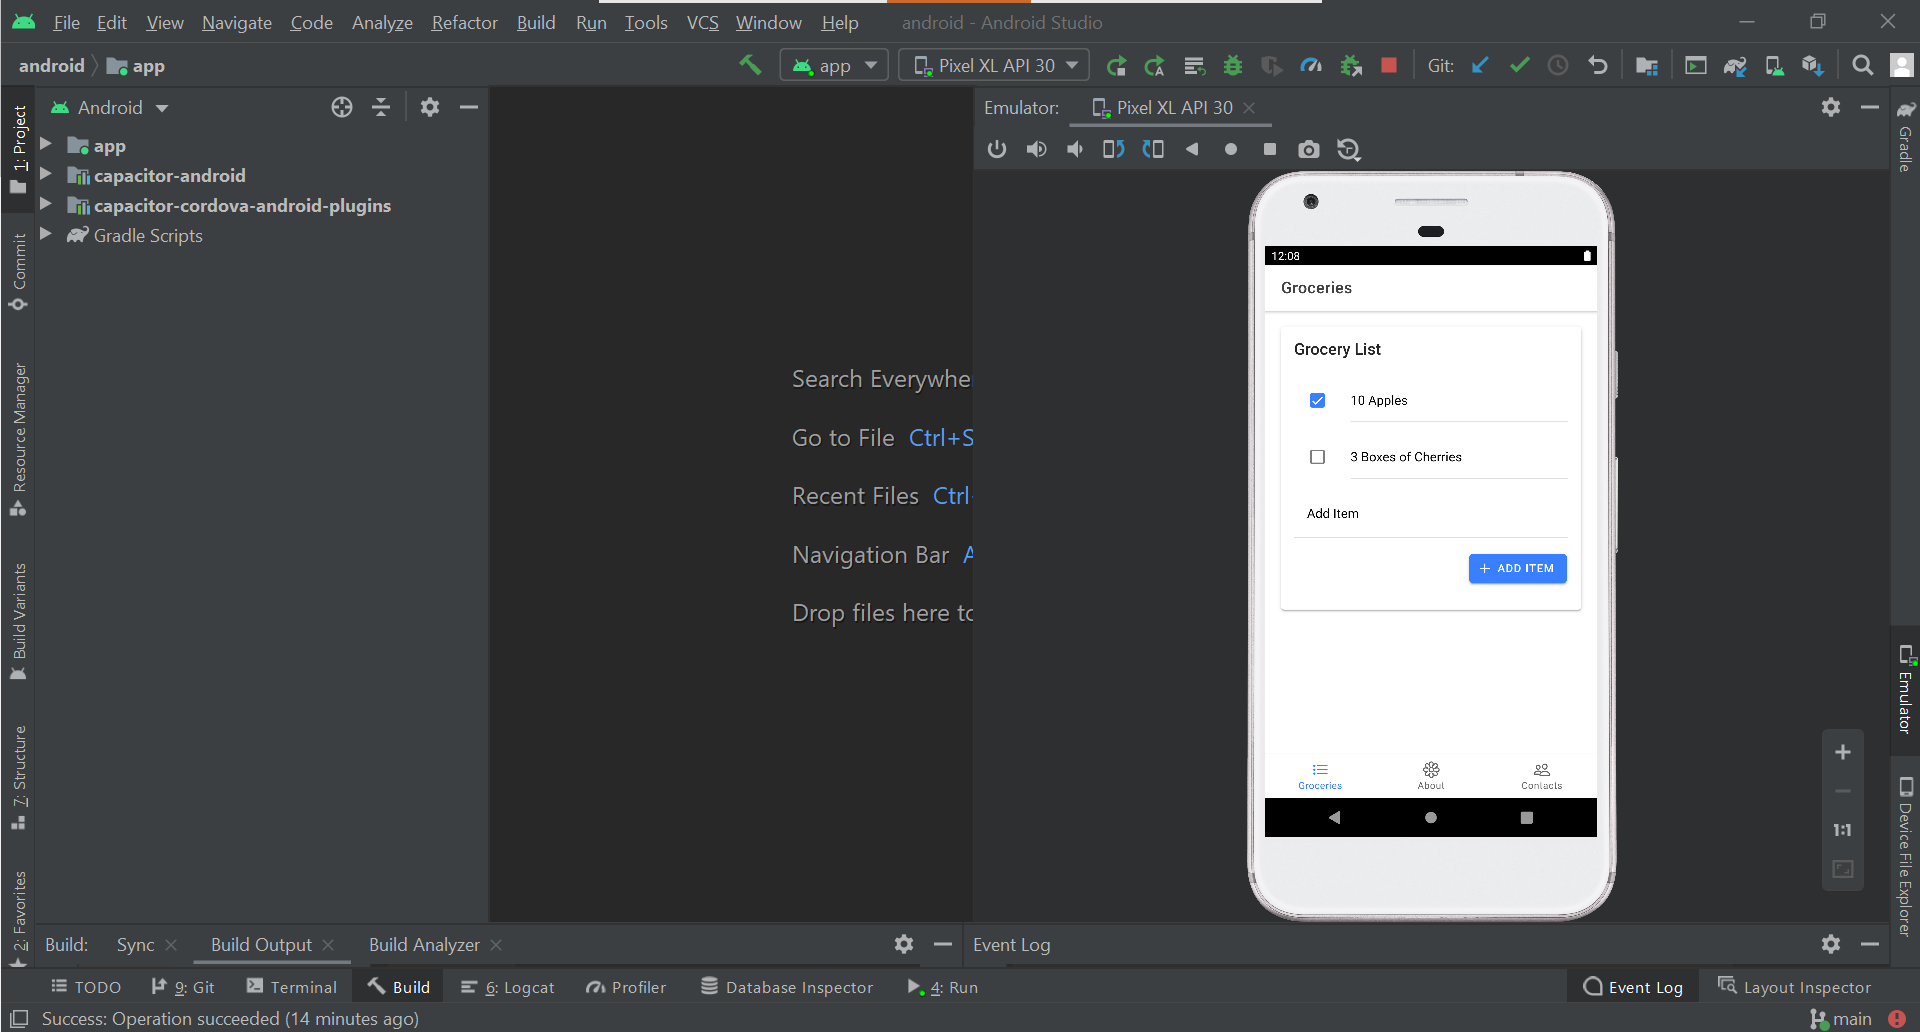 File Edit View Navigate Code Analyze Refactor Build Run Tools VCS Window Help android - Android Studio
android app
app Pixel XL API 30 Git:
Android
app
capacitor-android
capacitor-cordova-android-plugins
Gradle Scripts
1: Project
Commit
Resource Manager
Build Variants
7: Structure
2: Favorites
Search Everywhe
Go to File Ctrl+S
Recent Files Ctrl+
Navigation Bar A
Drop files here to
Emulator: Pixel XL API 30
12:08
Groceries
Grocery List
10 Apples
3 Boxes of Cherries
Add Item
+ ADD ITEM
Groceries About Contacts
1:1
Gradle
Emulator
Device File Explorer
Build: Sync Build Output Build Analyzer
Event Log
TODO 9: Git Terminal Build 6: Logcat Profiler Database Inspector 4: Run Event Log Layout Inspector
Success: Operation succeeded (14 minutes ago) main